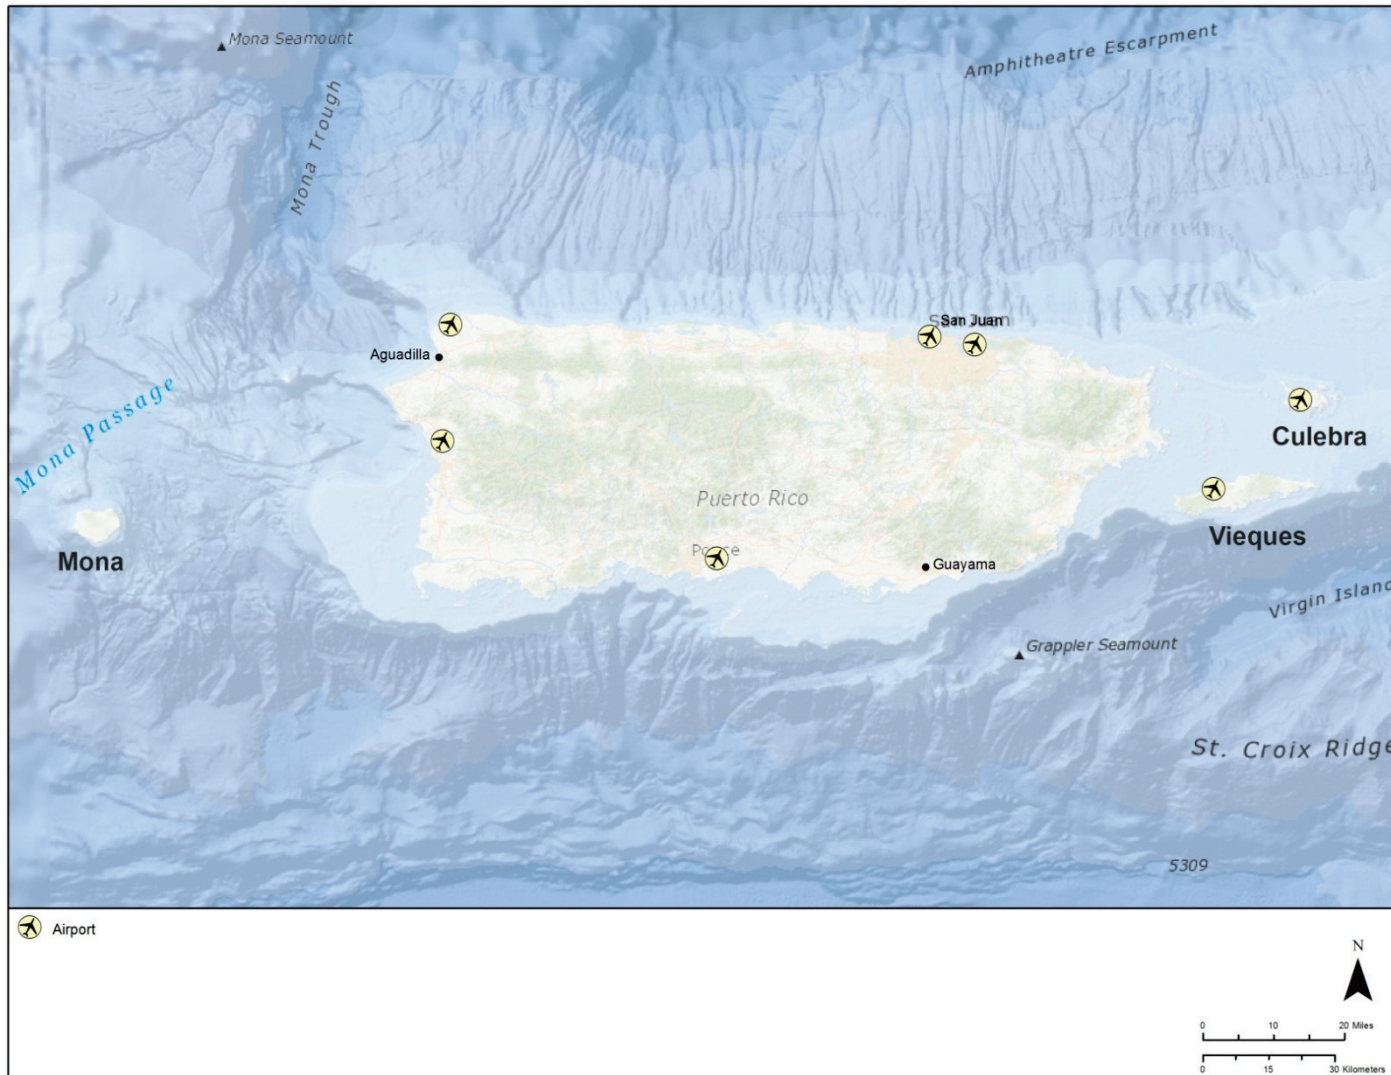 Mona Seamount
Amphitheatre Escarpment
Mona Trough
San Juan
Aguadilla
Mona Passage
Culebra
Puerto Rico
Vieques
Mona
Ponce
Guayama
Virgin Island
Grappler Seamount
St. Croix Ridge
5309
Airport
N
0 10 20 Miles
0 15 30 Kilometers